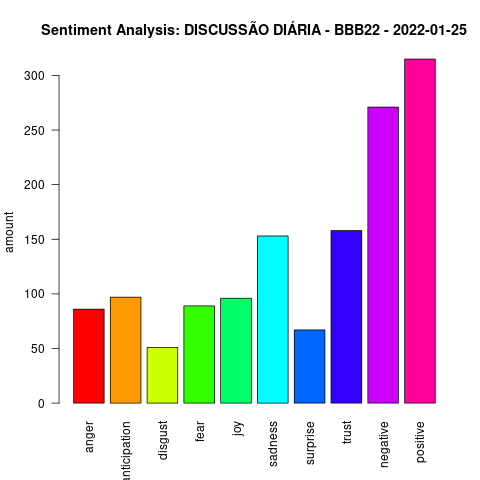 Sentiment Analysis: DISCUSSÃO DIÁRIA - BBB22 - 2022-01-25
amount
300
250
200
150
100
50
0
anger
nticipation
disgust
fear
joy
sadness
surprise
trust
negative
positive